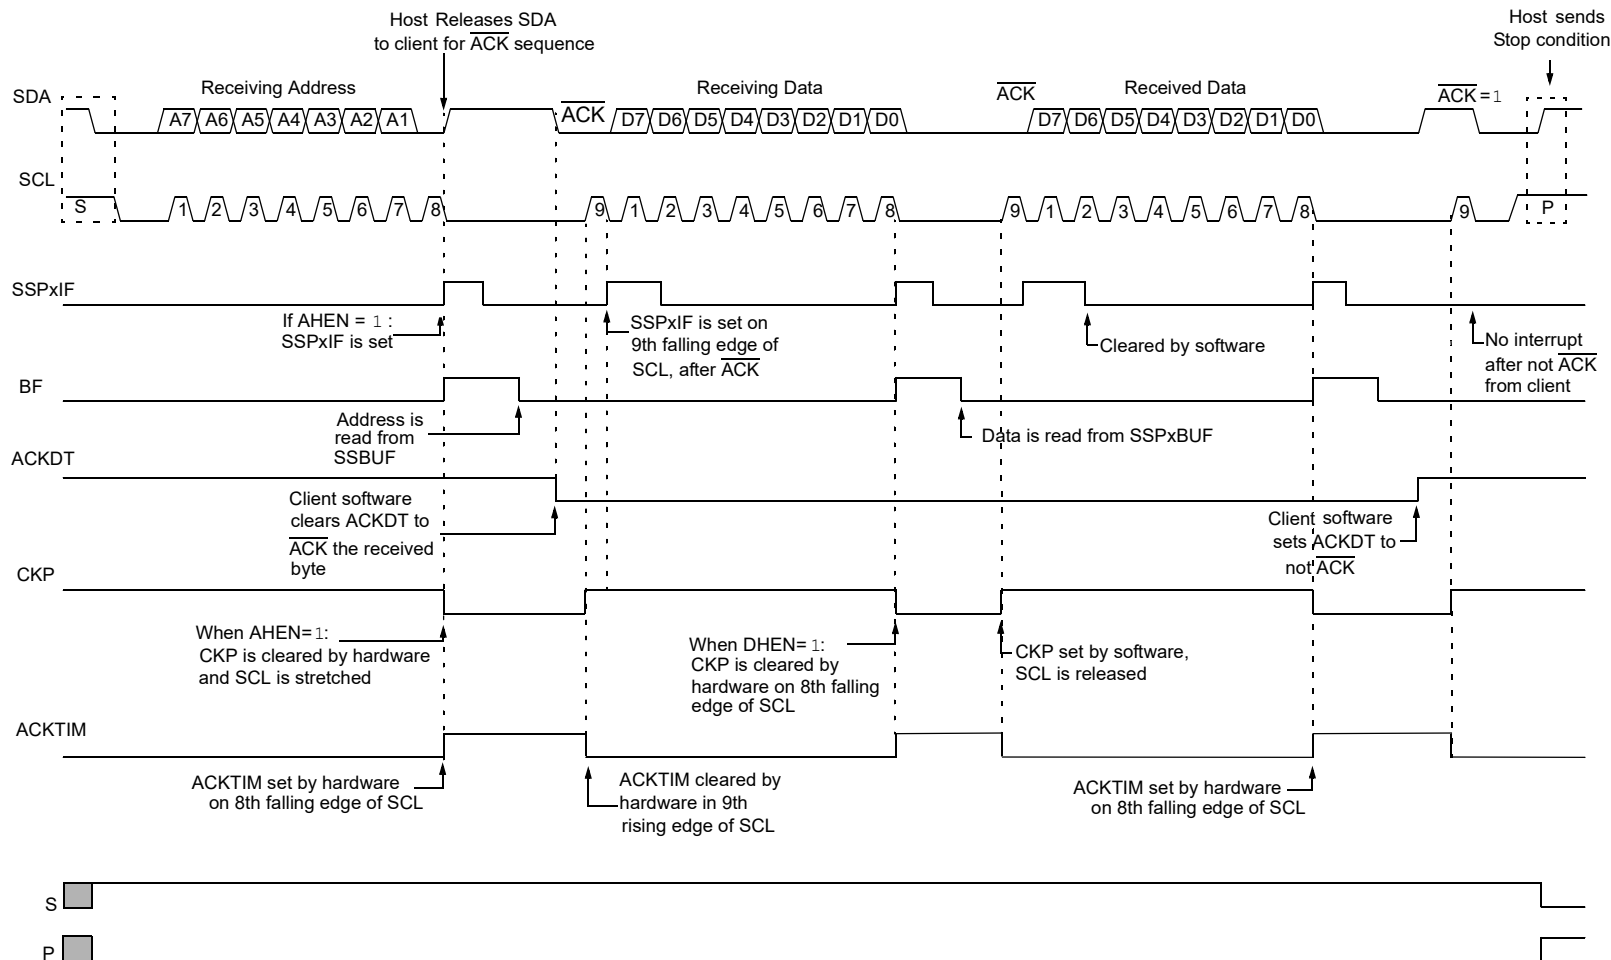 Host Releases SDA
to client for ACK sequence
Host sends
Stop condition
Receiving Address
Receiving Data
ACK
Received Data
ACK = 1
SDA
A7 A6 A5 A4 A3 A2 A1
ACK
D7 D6 D5 D4 D3 D2 D1 D0
D7 D6 D5 D4 D3 D2 D1 D0
SCL
S
1 2 3 4 5 6 7 8
9 1 2 3 4 5 6 7 8
9 1 2 3 4 5 6 7 8
9
P
SSPxIF
If AHEN = 1 :
SSPxIF is set
SSPxIF is set on
9th falling edge of
SCL, after ACK
Cleared by software
No interrupt
after not ACK
from client
BF
Address is
read from
SSBUF
Data is read from SSPxBUF
ACKDT
Client software
clears ACKDT to
ACK the received
byte
Client software
sets ACKDT to
not ACK
CKP
When AHEN= 1:
CKP is cleared by hardware
and SCL is stretched
When DHEN= 1:
CKP is cleared by
hardware on 8th falling
edge of SCL
CKP set by software,
SCL is released
ACKTIM
ACKTIM set by hardware
on 8th falling edge of SCL
ACKTIM cleared by
hardware in 9th
rising edge of SCL
ACKTIM set by hardware
on 8th falling edge of SCL
S
P